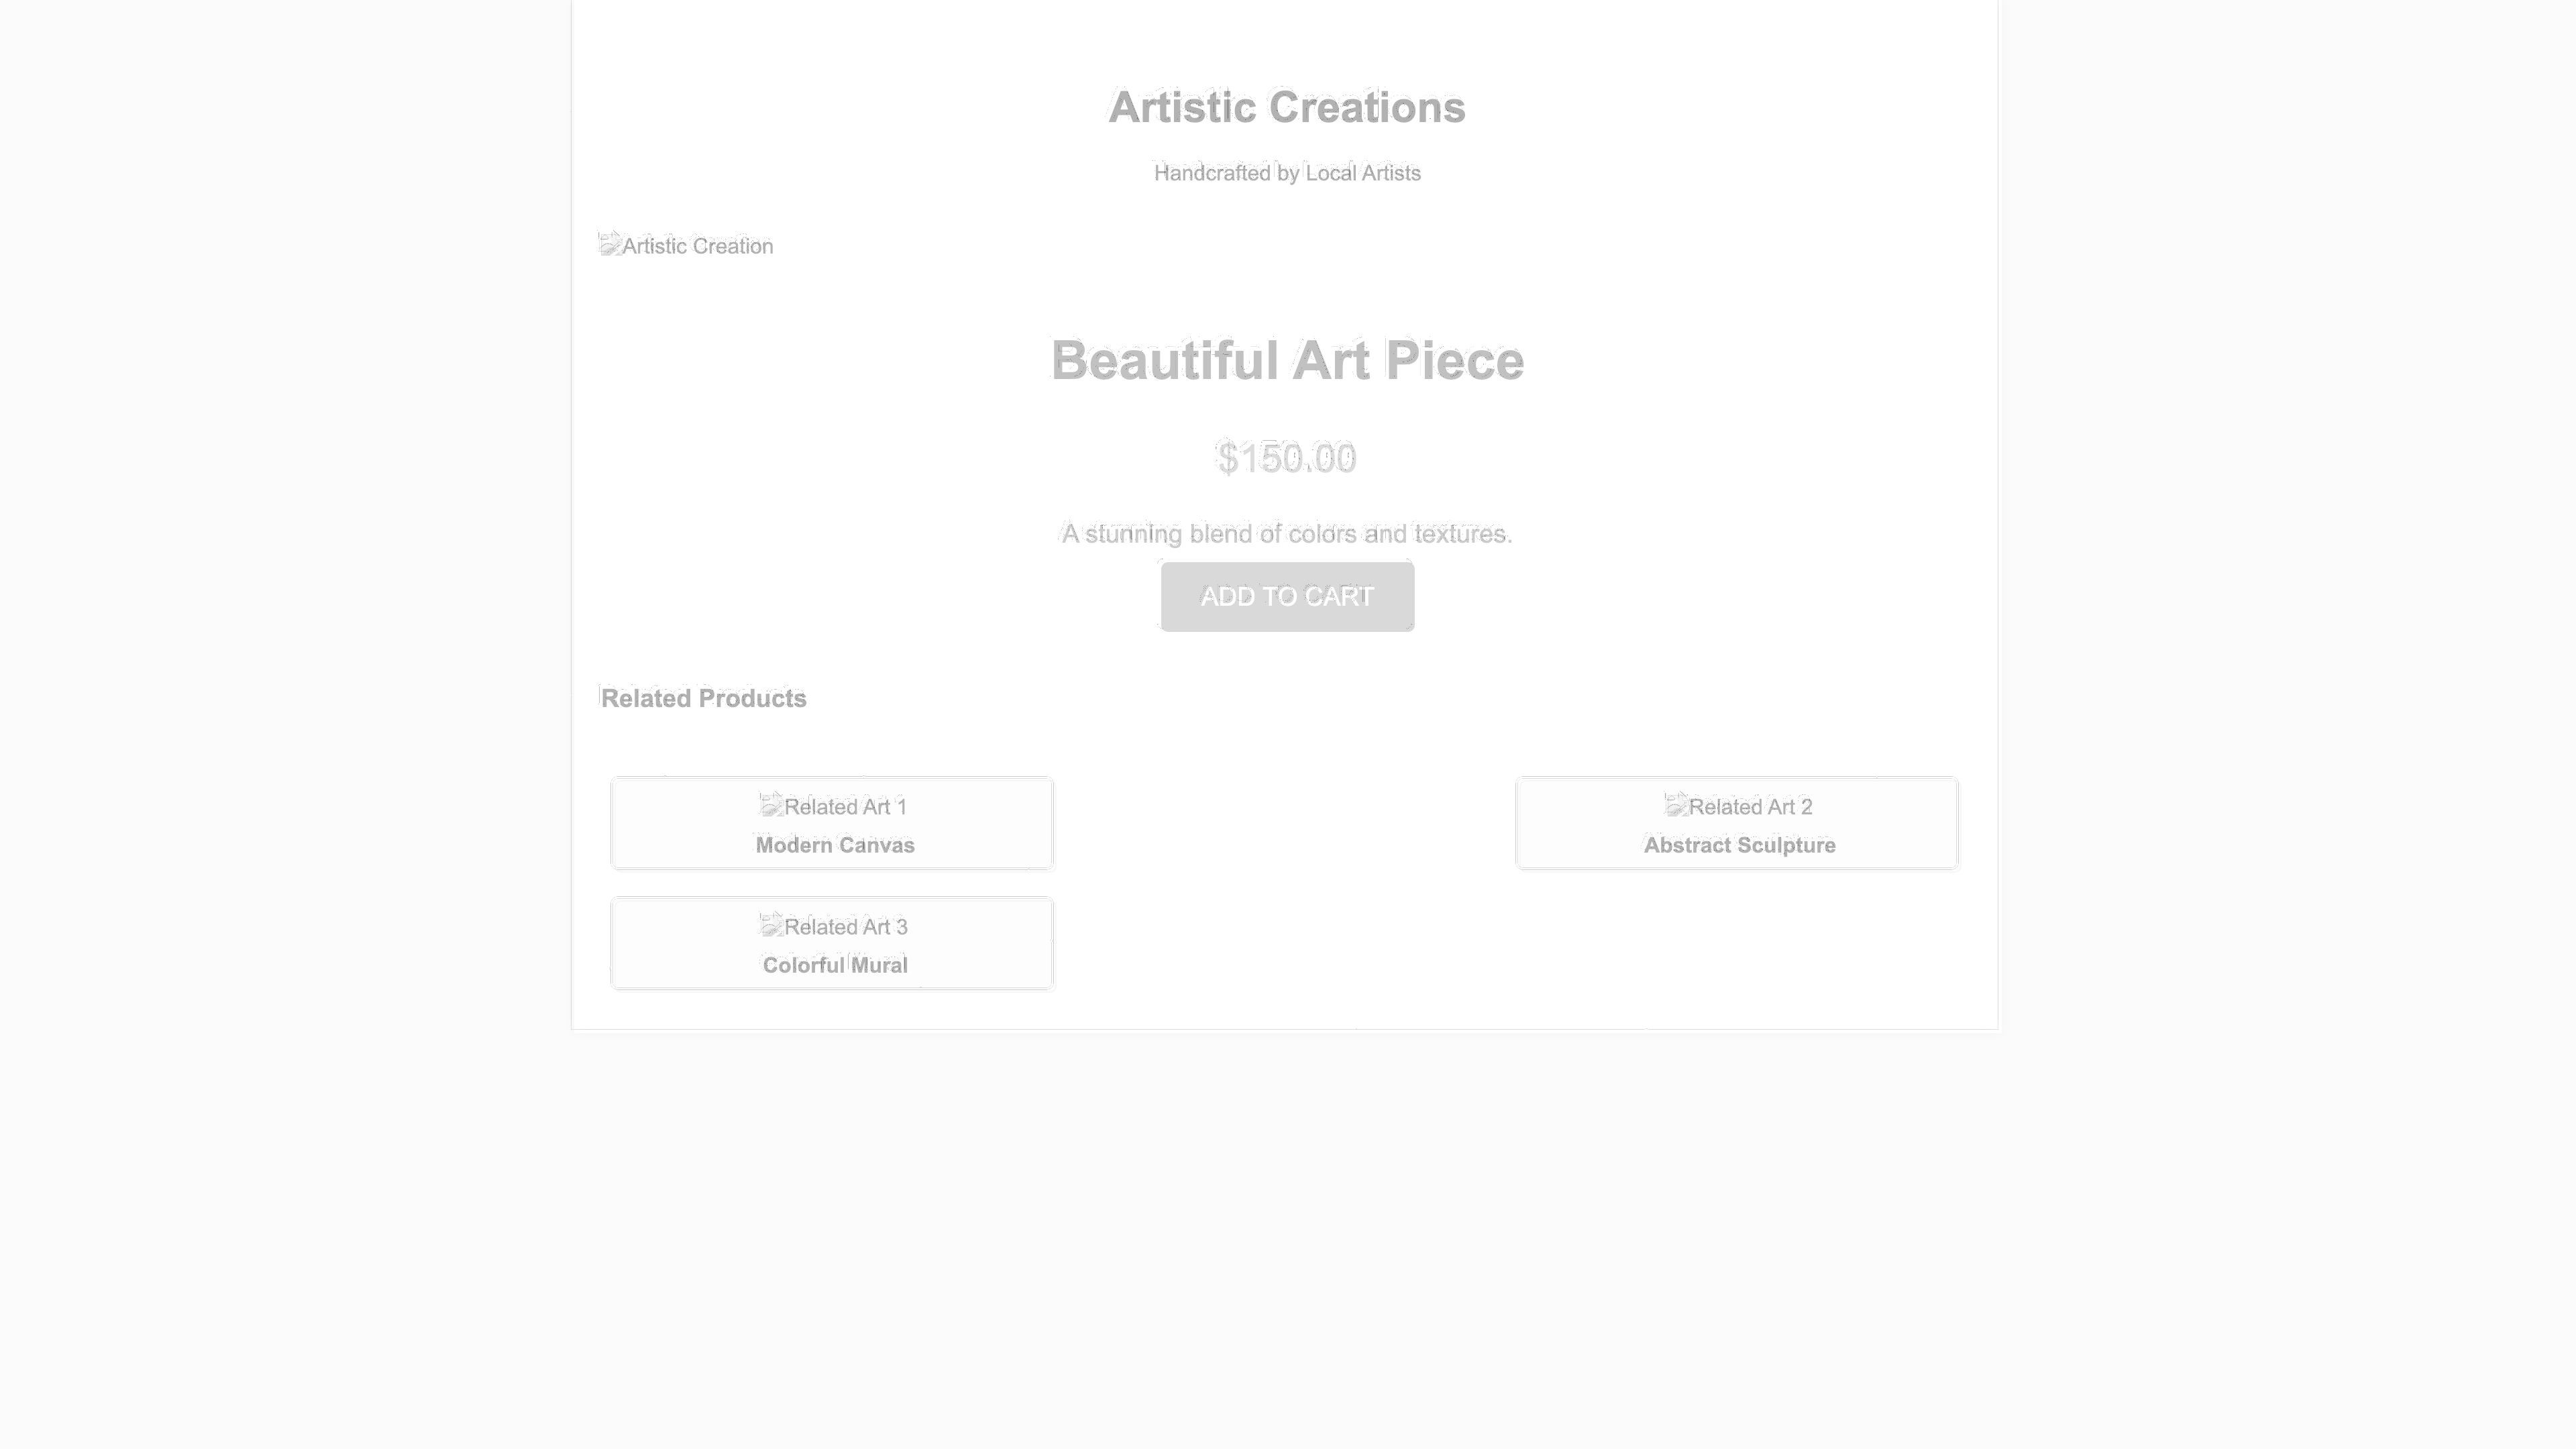 Artistic Creations
Handcrafted by Local Artists
Artistic Creation
Beautiful Art Piece
$150.00
A stunning blend of colors and textures.
ADD TO CART
Related Products
Related Art 1
Modern Canvas
Related Art 2
Abstract Sculpture
Related Art 3
Colorful Mural